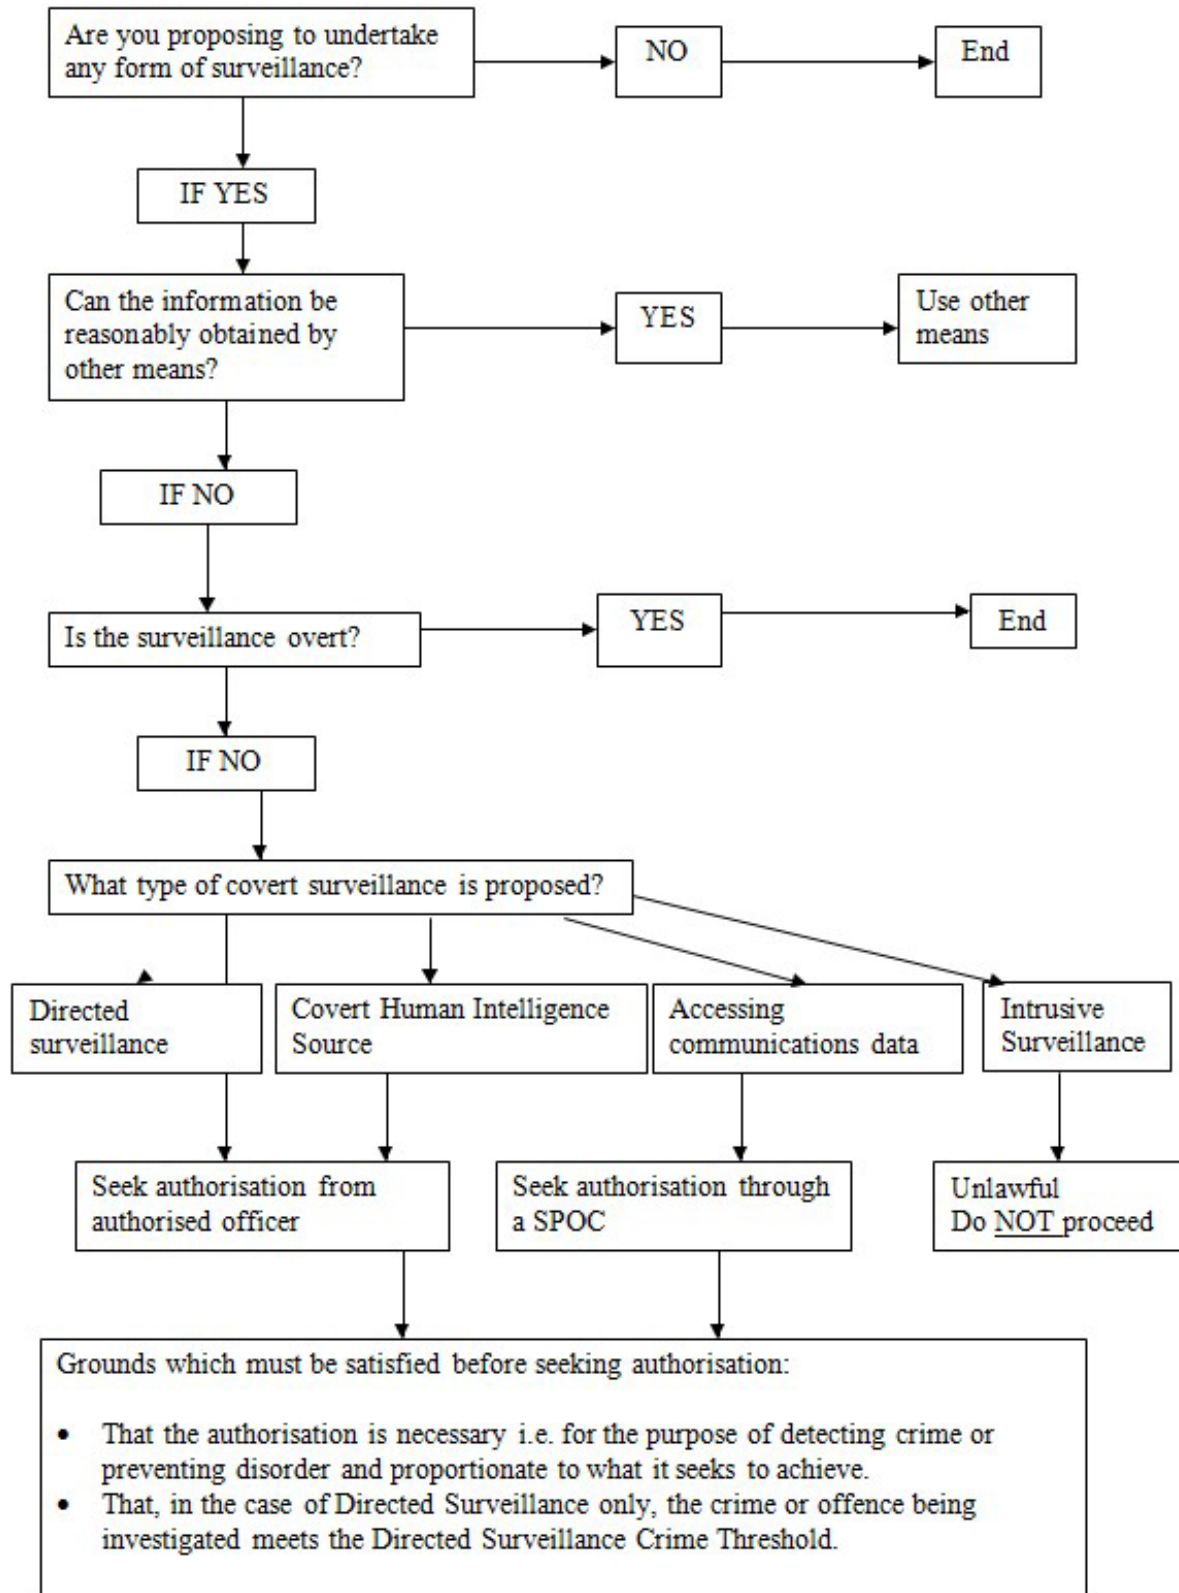 Are you proposing to undertake
any form of surveillance?
NO
End
IF YES
Can the information be
reasonably obtained by
other means?
YES
Use other
means
IF NO
Is the surveillance overt?
YES
End
IF NO
What type of covert surveillance is proposed?
Directed
surveillance
Covert Human Intelligence
Source
Accessing
communications data
Intrusive
Surveillance
Seek authorisation from
authorised officer
Seek authorisation through
a SPOC
Unlawful
Do NOT proceed
Grounds which must be satisfied before seeking authorisation:
• That the authorisation is necessary i.e. for the purpose of detecting crime or
preventing disorder and proportionate to what it seeks to achieve.
• That, in the case of Directed Surveillance only, the crime or offence being
investigated meets the Directed Surveillance Crime Threshold.